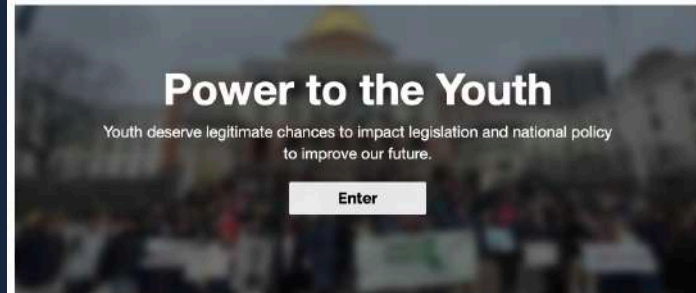 Power to the Youth
Youth deserve legitimate chances to impact legislation and national policy
to improve our future.
Enter